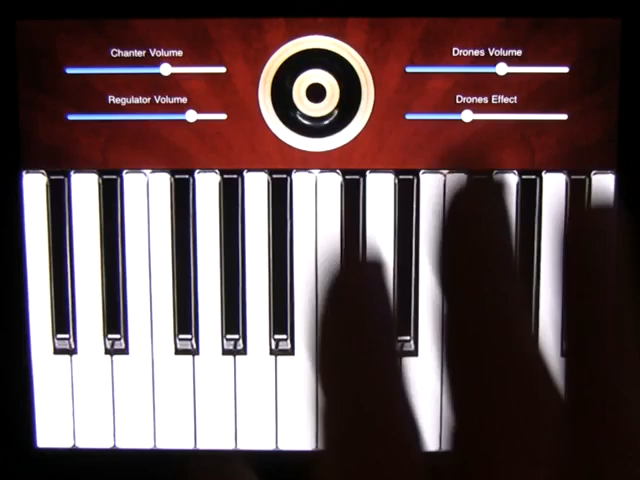 Chanter Volume
Drones Volume
Regulator Volume
Drones Effect